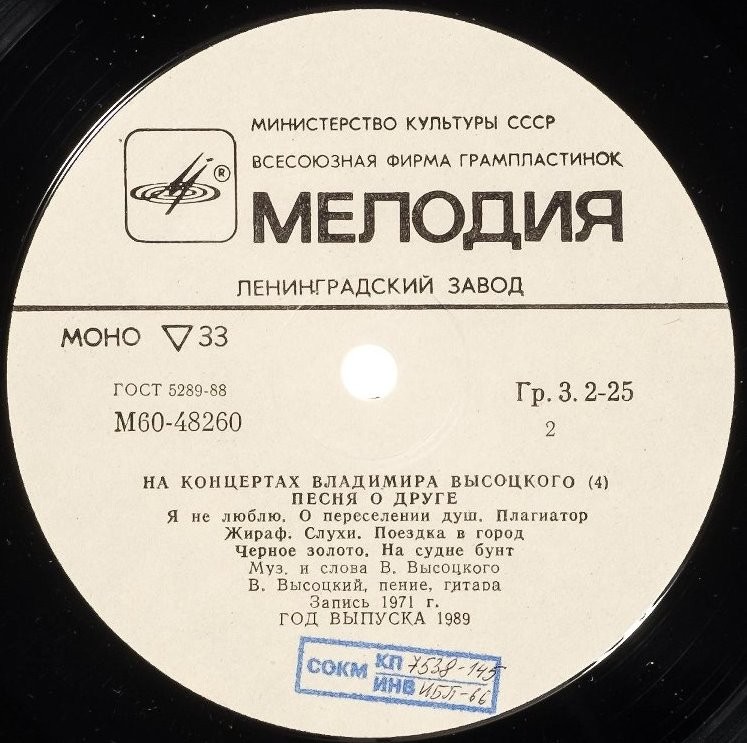 МИНИСТЕРСТВО КУЛЬТУРЫ СССР
ВСЕСОЮЗНАЯ ФИРМА ГРАМПЛАСТИНОК
®
МЕЛОДИЯ
ЛЕНИНГРАДСКИЙ ЗАВОД
МОНО ▽ 33
ГОСТ 5289-88
Гр. 3. 2-25
М60-48260
2
НА КОНЦЕРТАХ ВЛАДИМИРА ВЫСОЦКОГО (4)
ПЕСНЯ О ДРУГЕ
Я не люблю. О переселении душ. Плагиатор
Жираф. Слухи. Поездка в город
Черное золото. На судне бунт
Муз. и слова В. Высоцкого
В. Высоцкий, пение, гитара
Запись 1971 г.
ГОД ВЫПУСКА 1989
СОКМ КП 7538-145
ИНВ ИБП-66